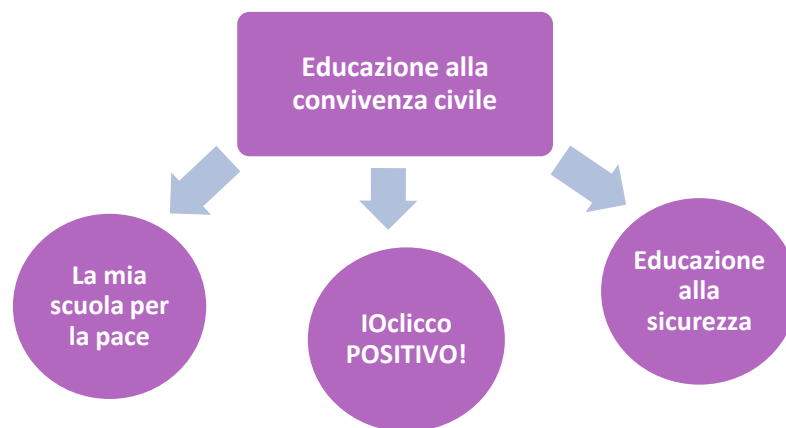 Educazione alla
convivenza civile
La mia
scuola per
la pace
IOclicco
POSITIVO!
Educazione
alla
sicurezza